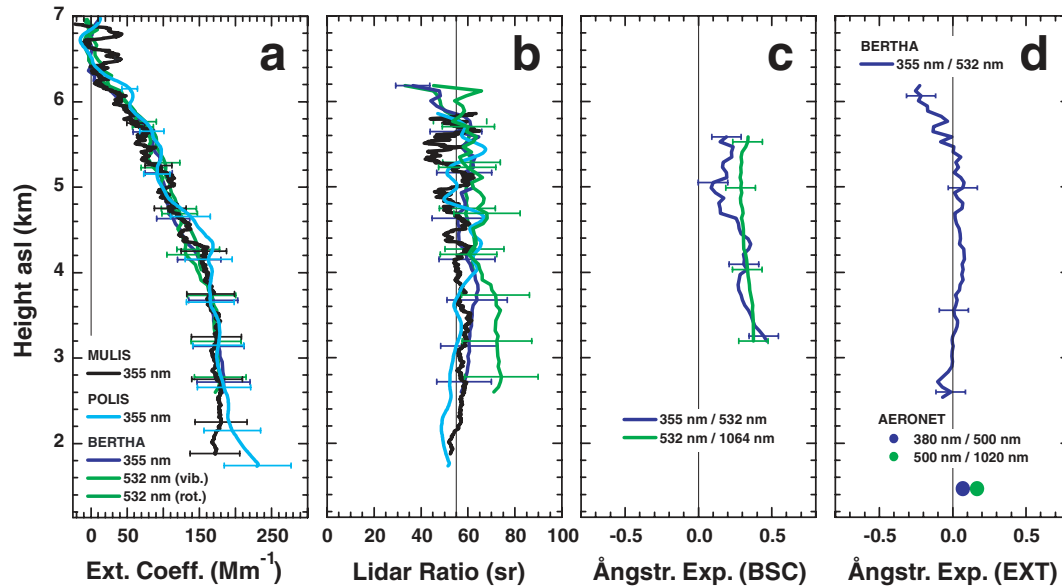 a
b
c
d
7
6
5
4
3
2
Height asl (km)
MULIS
355 nm
POLIS
355 nm
BERTHA
355 nm
532 nm (vib.)
532 nm (rot.)
355 nm / 532 nm
532 nm / 1064 nm
BERTHA
355 nm / 532 nm
AERONET
380 nm / 500 nm
500 nm / 1020 nm
0 50 150 250
0 20 40 60 80 100
-0.5 0.0 0.5
-0.5 0.0 0.5
Ext. Coeff. (Mm⁻¹)
Lidar Ratio (sr)
Ångstr. Exp. (BSC)
Ångstr. Exp. (EXT)